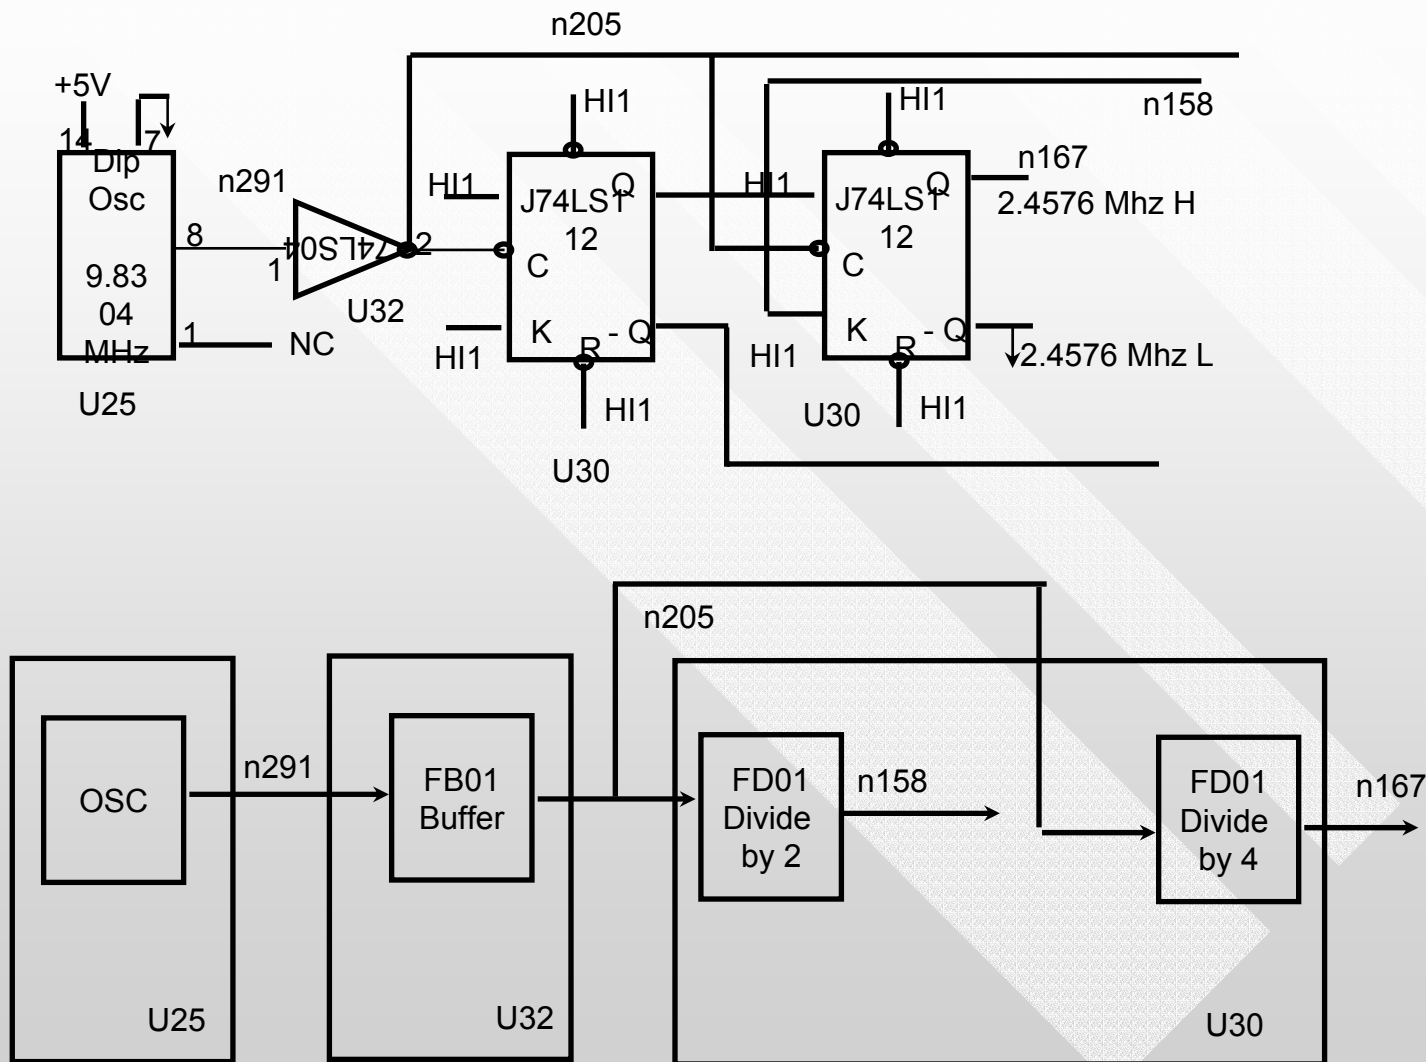 n205
+5V
14
7
Dip
Osc
9.83
04
MHz
8
1
NC
U25
n291
1
74LS04
2
U32
HI1
HI1
J74LS1
12
Q
C
K
R
- Q
HI1
HI1
U30
n158
HI1
HI1
J74LS1
12
Q
C
K
R
- Q
HI1
HI1
U30
n167
2.4576 Mhz H
2.4576 Mhz L
n205
OSC
U25
n291
FB01
Buffer
U32
FD01
Divide
by 2
n158
FD01
Divide
by 4
n167
U30